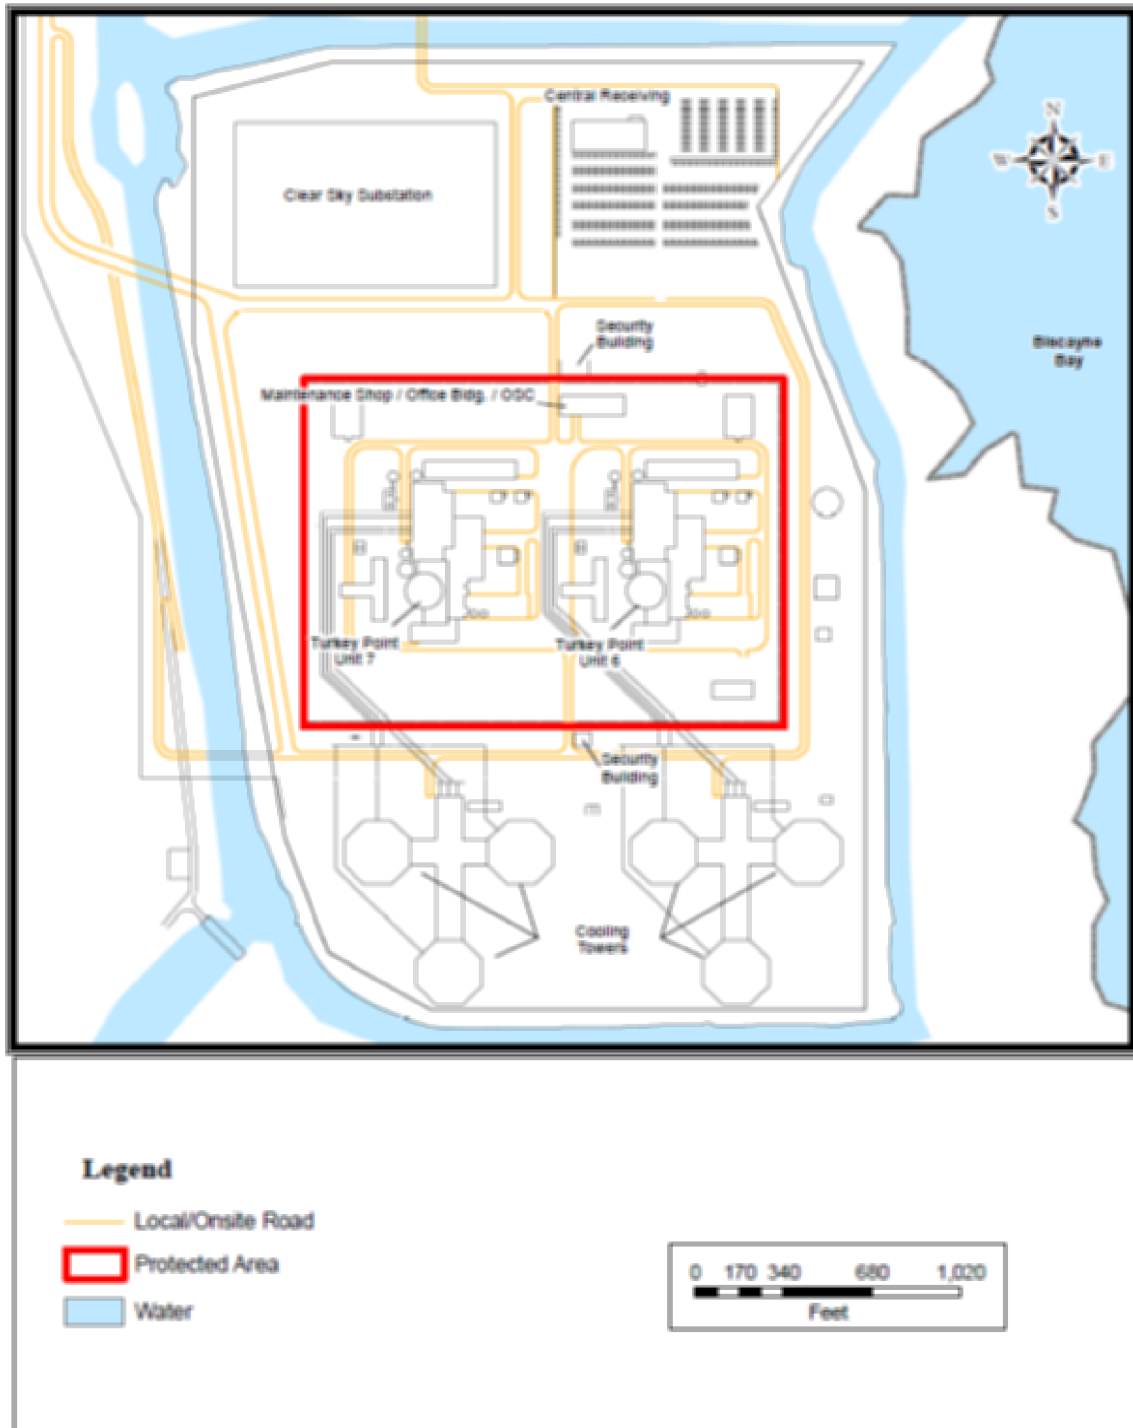 Central Receiving
N
W E
S
Clear Sky Substation
Security
Building
Biscayne
Bay
Maintenance Shop / Office Bldg. / OSC
Turkey Point
Unit 7
Turkey Point
Unit 6
Security
Building
Cooling
Towers
Legend
Local/Onsite Road
Protected Area
Water
0 170 340 680 1,020
Feet